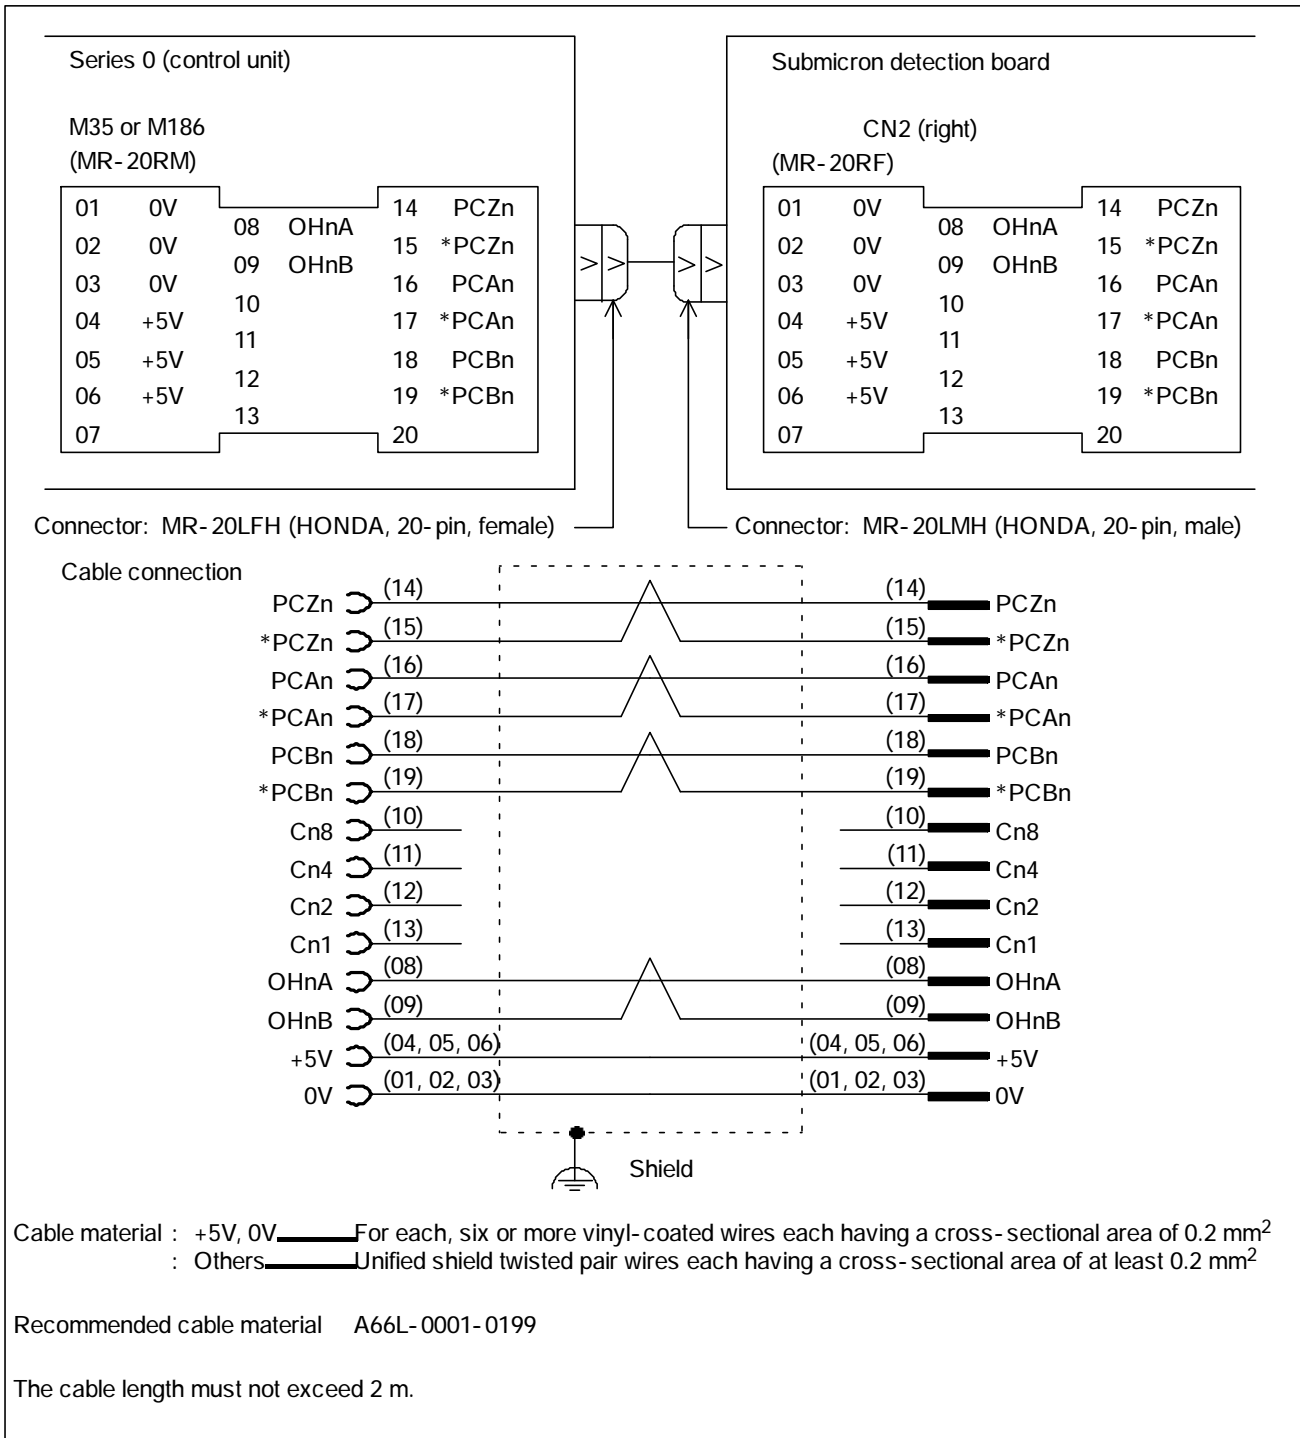 Series 0 (control unit)
M35 or M186
(MR-20RM)
01 0V
02 0V
03 0V
04 +5V
05 +5V
06 +5V
07
08 OHnA
09 OHnB
10
11
12
13
14 PCZn
15 *PCZn
16 PCAn
17 *PCAn
18 PCBn
19 *PCBn
20
> > > >
Submicron detection board
CN2 (right)
(MR-20RF)
01 0V
02 0V
03 0V
04 +5V
05 +5V
06 +5V
07
08 OHnA
09 OHnB
10
11
12
13
14 PCZn
15 *PCZn
16 PCAn
17 *PCAn
18 PCBn
19 *PCBn
20
Connector: MR-20LFH (HONDA, 20-pin, female)
Connector: MR-20LMH (HONDA, 20-pin, male)
Cable connection
PCZn (14) (14) PCZn
*PCZn (15) (15) *PCZn
PCAn (16) (16) PCAn
*PCAn (17) (17) *PCAn
PCBn (18) (18) PCBn
*PCBn (19) (19) *PCBn
Cn8 (10) (10) Cn8
Cn4 (11) (11) Cn4
Cn2 (12) (12) Cn2
Cn1 (13) (13) Cn1
OHnA (08) (08) OHnA
OHnB (09) (09) OHnB
+5V (04, 05, 06) (04, 05, 06) +5V
0V (01, 02, 03) (01, 02, 03) 0V
Shield
Cable material : +5V, 0V For each, six or more vinyl-coated wires each having a cross-sectional area of 0.2 mm²
: Others Unified shield twisted pair wires each having a cross-sectional area of at least 0.2 mm²
Recommended cable material A66L-0001-0199
The cable length must not exceed 2 m.